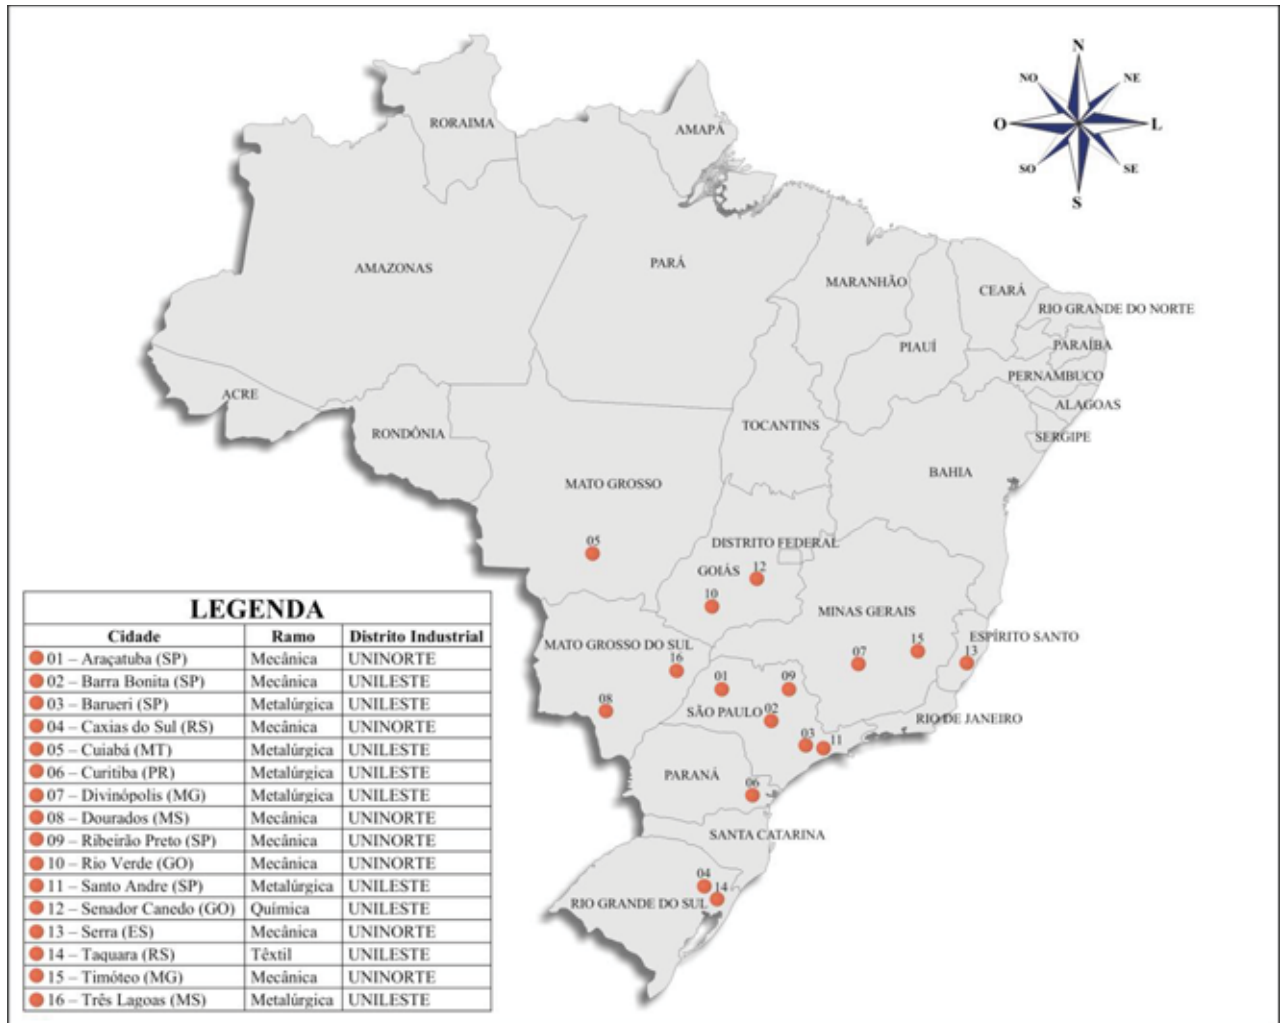 N
NO
NE
O
L
SO
SE
S
RORAIMA
AMAPÁ
AMAZONAS
PARÁ
MARANHÃO
CEARÁ
RIO GRANDE DO NORTE
PIAUÍ
PARAÍBA
PERNAMBUCO
ACRE
ALAGOAS
TOCANTINS
RONDÔNIA
SERGIPE
BAHIA
MATO GROSSO
05
DISTRITO FEDERAL
GOIÁS
12
10
MINAS GERAIS
ESPÍRITO SANTO
MATO GROSSO DO SUL
15
07
13
16
01
09
08
SÃO PAULO
02
RIO DE JANEIRO
03
11
PARANÁ
06
SANTA CATARINA
04
14
RIO GRANDE DO SUL
LEGENDA
Cidade Ramo Distrito Industrial
01 – Araçatuba (SP) Mecânica UNINORTE
02 – Barra Bonita (SP) Mecânica UNILESTE
03 – Barueri (SP) Metalúrgica UNILESTE
04 – Caxias do Sul (RS) Mecânica UNINORTE
05 – Cuiabá (MT) Metalúrgica UNILESTE
06 – Curitiba (PR) Metalúrgica UNILESTE
07 – Divinópolis (MG) Metalúrgica UNILESTE
08 – Dourados (MS) Mecânica UNINORTE
09 – Ribeirão Preto (SP) Mecânica UNINORTE
10 – Rio Verde (GO) Mecânica UNINORTE
11 – Santo Andre (SP) Metalúrgica UNILESTE
12 – Senador Canedo (GO) Química UNILESTE
13 – Serra (ES) Mecânica UNINORTE
14 – Taquara (RS) Têxtil UNILESTE
15 – Timóteo (MG) Mecânica UNINORTE
16 – Três Lagoas (MS) Metalúrgica UNILESTE